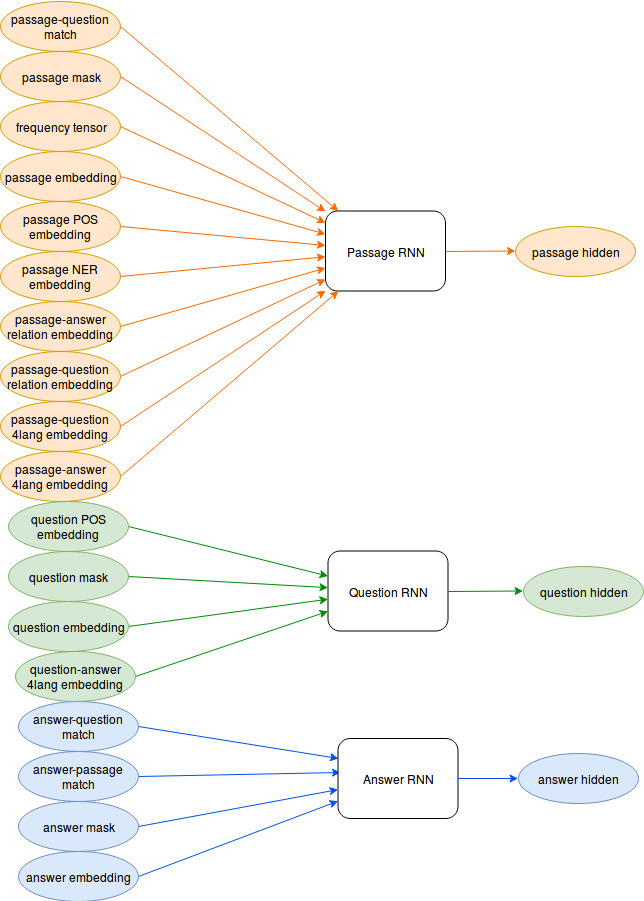 passage-question
match
passage mask
frequency tensor
passage embedding
passage POS
embedding
passage NER
embedding
passage-answer
relation embedding
passage-question
relation embedding
passage-question
4lang embedding
passage-answer
4lang embedding
Passage RNN
passage hidden
question POS
embedding
question mask
question embedding
question-answer
4lang embedding
Question RNN
question hidden
answer-question
match
answer-passage
match
answer mask
answer embedding
Answer RNN
answer hidden